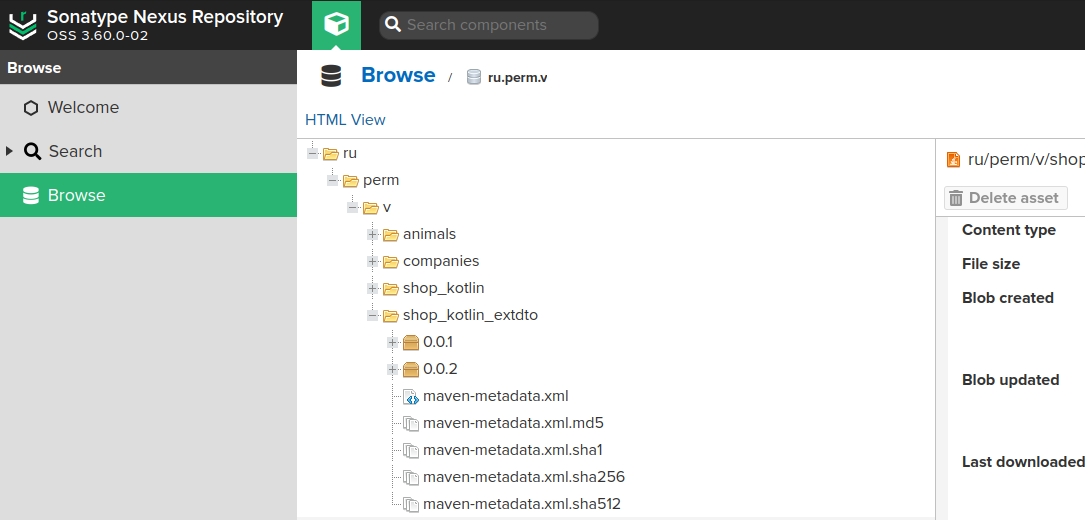 Sonatype Nexus Repository
OSS 3.60.0-02
Search components
Browse
Welcome
Search
Browse
Browse / ru.perm.v
HTML View
ru
perm
v
animals
companies
shop_kotlin
shop_kotlin_extdto
0.0.1
0.0.2
maven-metadata.xml
maven-metadata.xml.md5
maven-metadata.xml.sha1
maven-metadata.xml.sha256
maven-metadata.xml.sha512
ru/perm/v/shop
Delete asset
Content type
File size
Blob created
Blob updated
Last downloaded